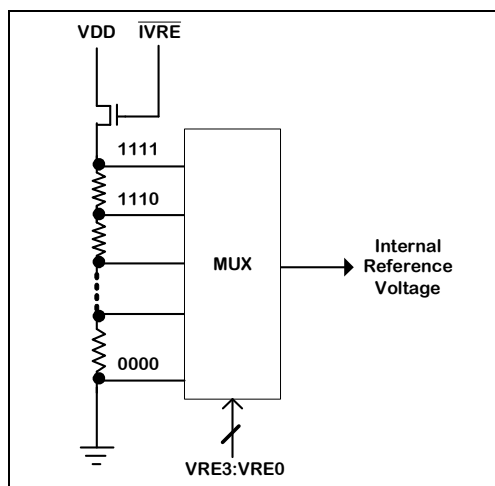 VDD
IVRE
1111
1110
MUX
Internal
Reference
Voltage
0000
VRE3:VRE0